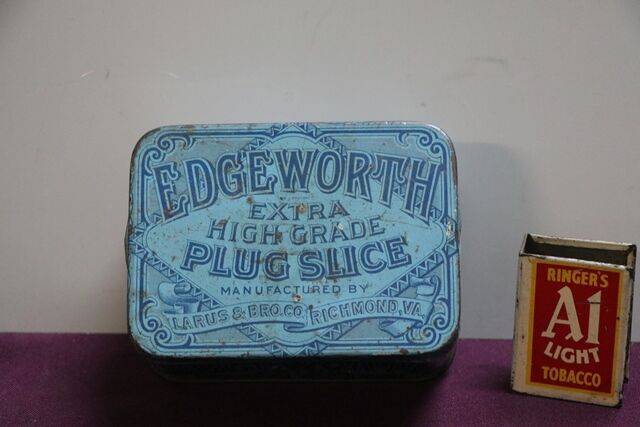 EDGEWORTH
EXTRA
HIGH GRADE
PLUG SLICE
MANUFACTURED BY
LARUS & BRO.CO. RICHMOND,VA.
RINGER'S
A1
LIGHT
TOBACCO